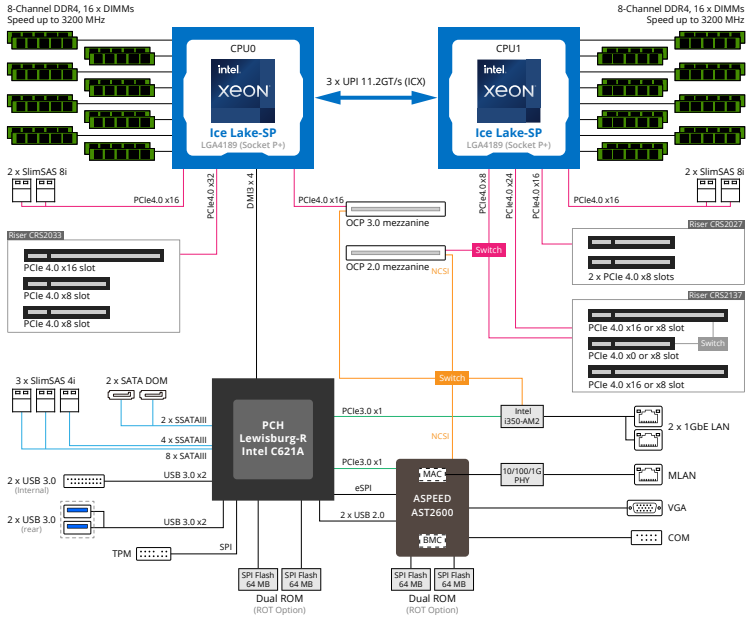 8-Channel DDR4, 16 x DIMMs
Speed up to 3200 MHz
8-Channel DDR4, 16 x DIMMs
Speed up to 3200 MHz
CPU0
intel.
xeon
Ice Lake-SP
LGA4189 (Socket P+)
3 x UPI 11.2GT/s (ICX)
CPU1
intel.
xeon
Ice Lake-SP
LGA4189 (Socket P+)
2 x SlimSAS 8i
PCIe4.0 x16
PCIe4.0 x32
DMI3 x 4
PCIe4.0 x16
PCIe4.0 x8
PCIe4.0 x24
PCIe4.0 x16
PCIe4.0 x16
2 x SlimSAS 8i
OCP 3.0 mezzanine
OCP 2.0 mezzanine
NCSI
Switch
Riser CRS2033
PCIe 4.0 x16 slot
PCIe 4.0 x8 slot
PCIe 4.0 x8 slot
Riser CRS2027
2 x PCIe 4.0 x8 slots
Riser CRS2137
PCIe 4.0 x16 or x8 slot
PCIe 4.0 x0 or x8 slot
Switch
PCIe 4.0 x16 or x8 slot
Switch
3 x SlimSAS 4i
2 x SATA DOM
2 x SSATAIII
4 x SSATAIII
8 x SATAIII
PCH
Lewisburg-R
Intel C621A
PCIe3.0 x1
Intel
i350-AM2
2 x 1GbE LAN
NCSI
2 x USB 3.0
(Internal)
USB 3.0 x2
PCIe3.0 x1
eSPI
2 x USB 2.0
MAC
ASPEED
AST2600
BMC
10/100/1G
PHY
MLAN
VGA
COM
2 x USB 3.0
(rear)
USB 3.0 x2
TPM
SPI
SPI Flash
64 MB
SPI Flash
64 MB
Dual ROM
(ROT Option)
SPI Flash
64 MB
SPI Flash
64 MB
Dual ROM
(ROT Option)